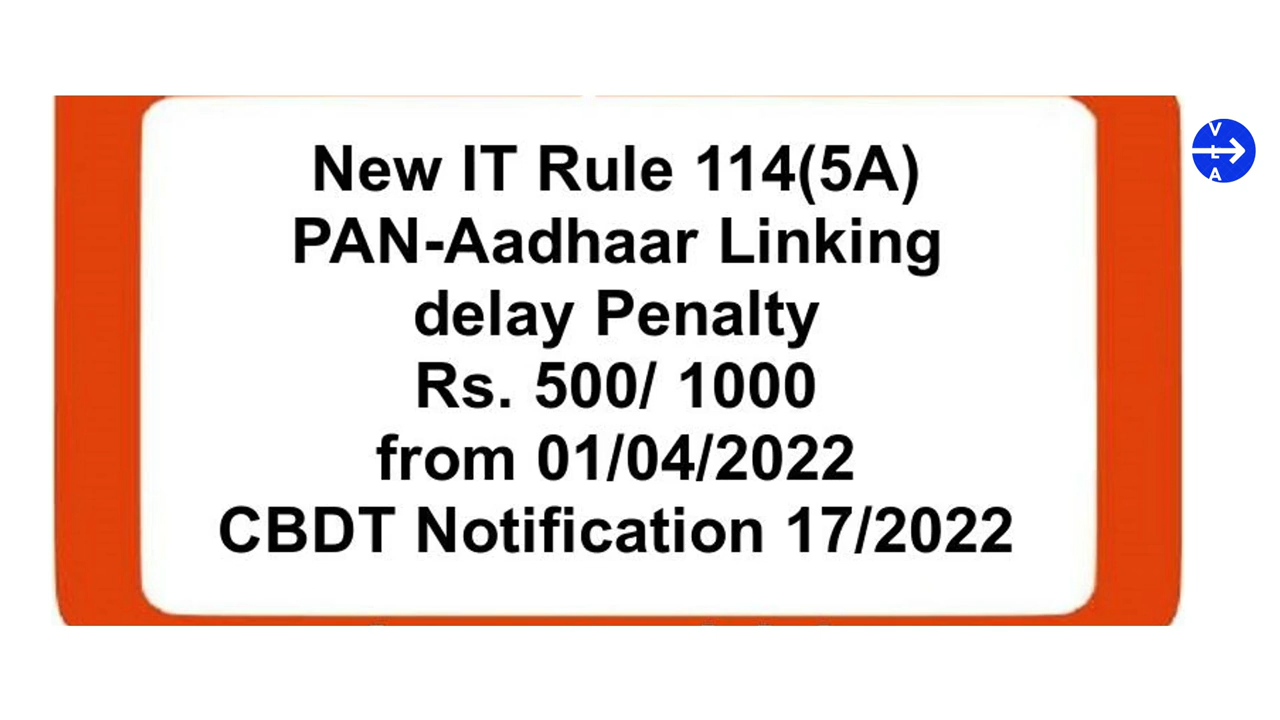 New IT Rule 114(5A)
PAN-Aadhaar Linking
delay Penalty
Rs. 500/ 1000
from 01/04/2022
CBDT Notification 17/2022
V
L
A